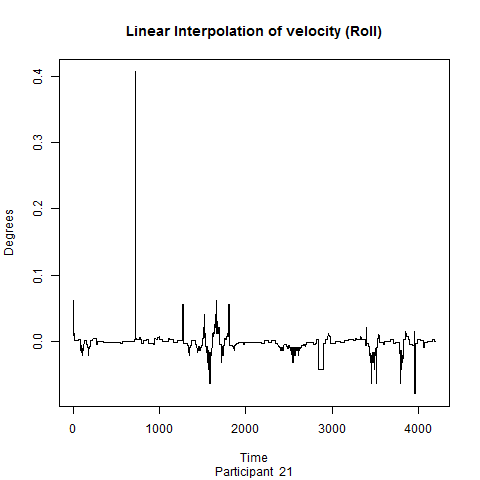 Linear Interpolation of velocity (Roll)
0.4
0.3
0.2
0.1
0.0
Degrees
0 1000 2000 3000 4000
Time
Participant 21